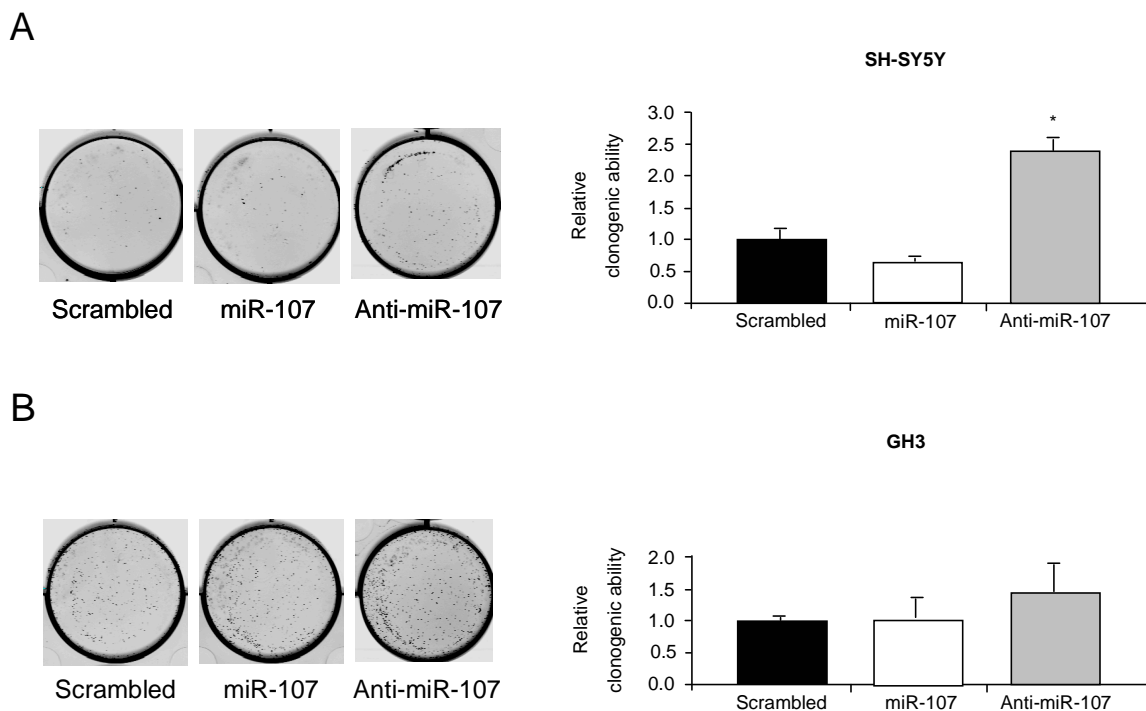 A
Scrambled
miR-107
Anti-miR-107
SH-SY5Y
Relative
clonogenic ability
3.0
2.5
2.0
1.5
1.0
0.5
0.0
*
Scrambled
miR-107
Anti-miR-107
B
Scrambled
miR-107
Anti-miR-107
GH3
Relative
clonogenic ability
2.0
1.5
1.0
0.5
0.0
Scrambled
miR-107
Anti-miR-107